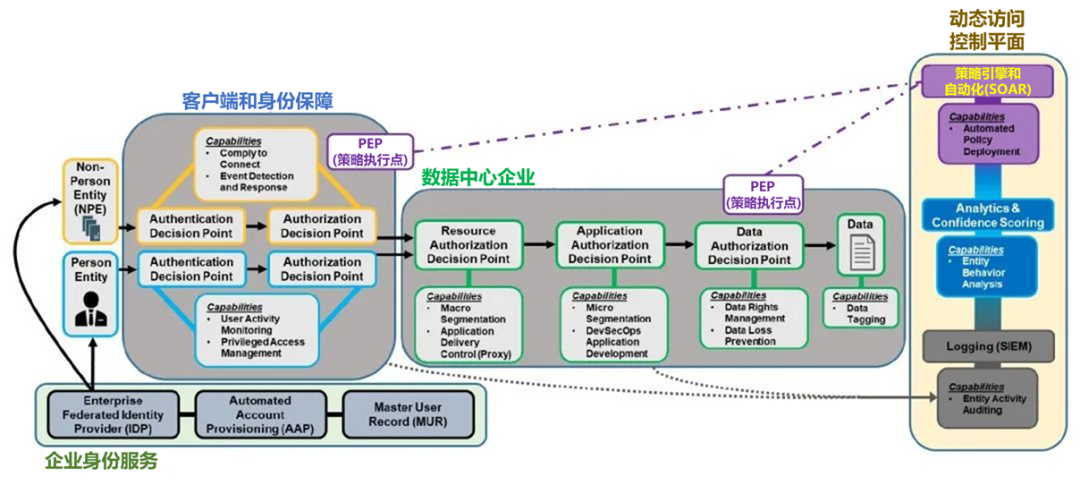 动态访问
控制平面
策略引擎和
自动化(SOAR)
Capabilities
• Automated
Policy
Deployment
Analytics &
Confidence Scoring
Capabilities
• Entity
Behavior
Analysis
Logging (SIEM)
Capabilities
• Entity Activity
Auditing
客户端和身份保障
Capabilities
• Comply to
Connect
• Event Detection
and Response
PEP
(策略执行点)
Non-
Person
Entity
(NPE)
Authentication
Decision Point
Authorization
Decision Point
Person
Entity
Authentication
Decision Point
Authorization
Decision Point
Capabilities
• User Activity
Monitoring
• Privileged Access
Management
数据中心企业
PEP
(策略执行点)
Resource
Authorization
Decision Point
Application
Authorization
Decision Point
Data
Authorization
Decision Point
Data
Capabilities
• Macro
Segmentation
• Application
Delivery
Control (Proxy)
Capabilities
• Micro
Segmentation
• DevSecOps
Application
Development
Capabilities
• Data Rights
Management
• Data Loss
Prevention
Capabilities
• Data
Tagging
Enterprise
Federated Identity
Provider (IDP)
Automated
Account
Provisioning (AAP)
Master User
Record (MUR)
企业身份服务